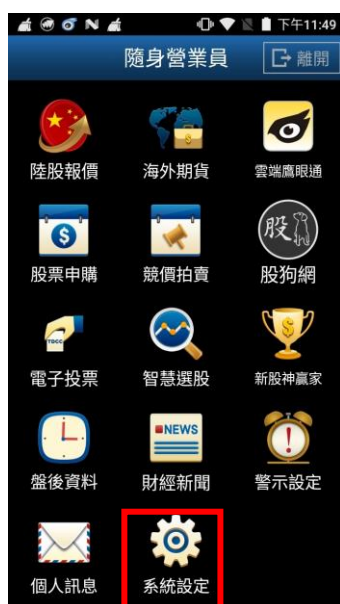 下午11:49
隨身營業員
離開
陸股報價
海外期貨
雲端鷹眼通
$
股票申購
競價拍賣
股狗網
股狗
TDCC
電子投票
智慧選股
$
新股神贏家
NEWS
盤後資料
財經新聞
警示設定
個人訊息
系統設定